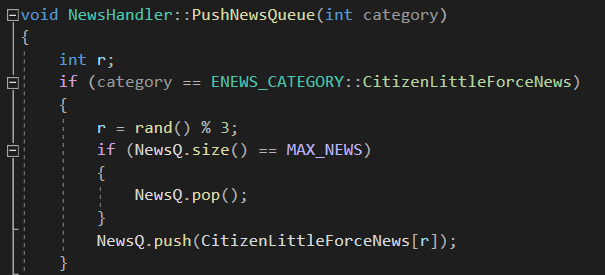 void NewsHandler::PushNewsQueue(int category)
{
    int r;
    if (category == ENEWS_CATEGORY::CitizenLittleForceNews)
    {
        r = rand() % 3;
        if (NewsQ.size() == MAX_NEWS)
        {
            NewsQ.pop();
        }
        NewsQ.push(CitizenLittleForceNews[r]);
    }